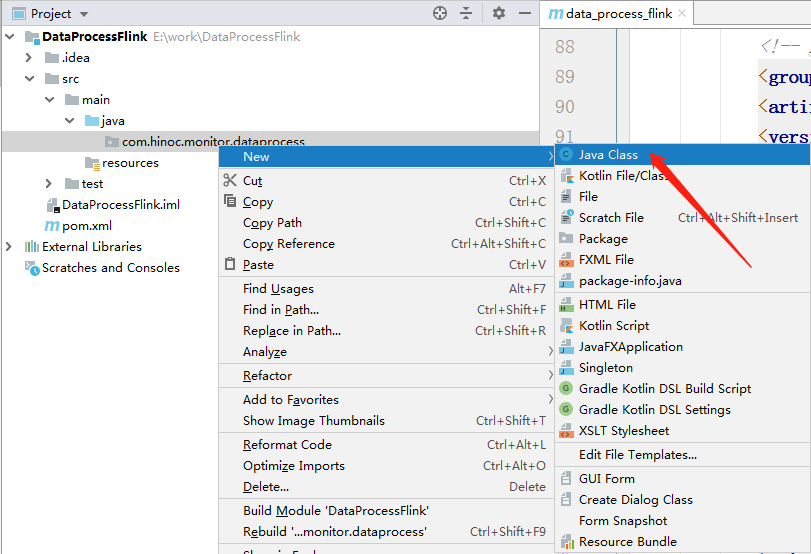 Project
data_process_flink
DataProcessFlink E:\work\DataProcessFlink
.idea
src
main
java
com.hinoc.monitor.dataprocess
resources
test
DataProcessFlink.iml
pom.xml
External Libraries
Scratches and Consoles
88 <!--
89 <group
90 <arti
91 <vers
New
Cut Ctrl+X
Copy Ctrl+C
Copy Path Ctrl+Shift+C
Copy Reference Ctrl+Alt+Shift+C
Paste Ctrl+V
Find Usages Alt+F7
Find in Path... Ctrl+Shift+F
Replace in Path... Ctrl+Shift+R
Analyze
Refactor
Add to Favorites
Show Image Thumbnails Ctrl+Shift+T
Reformat Code Ctrl+Alt+L
Optimize Imports Ctrl+Alt+O
Delete... Delete
Build Module 'DataProcessFlink'
Rebuild '...monitor.dataprocess' Ctrl+Shift+F9
Java Class
Kotlin File/Class
File
Scratch File Ctrl+Alt+Shift+Insert
Package
FXML File
package-info.java
HTML File
Kotlin Script
JavaFXApplication
Singleton
Gradle Kotlin DSL Build Script
Gradle Kotlin DSL Settings
XSLT Stylesheet
Edit File Templates...
GUI Form
Create Dialog Class
Form Snapshot
Resource Bundle